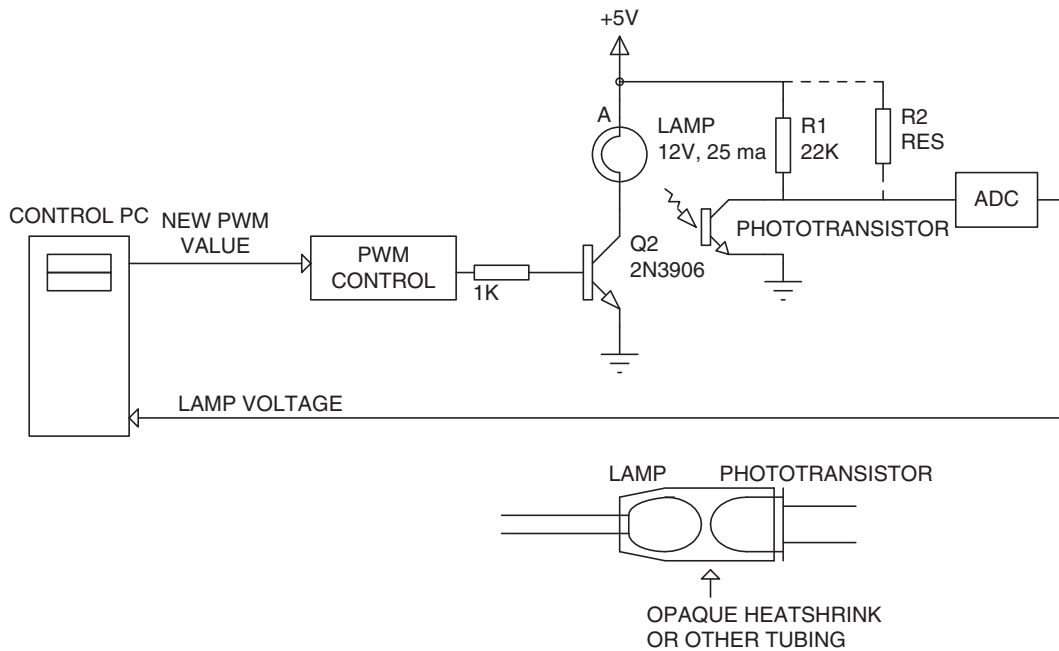 +5V
A
LAMP
12V, 25 ma
R1
22K
R2
RES
ADC
CONTROL PC
NEW PWM
VALUE
PWM
CONTROL
1K
Q2
2N3906
PHOTOTRANSISTOR
LAMP VOLTAGE
LAMP
PHOTOTRANSISTOR
OPAQUE HEATSHRINK
OR OTHER TUBING